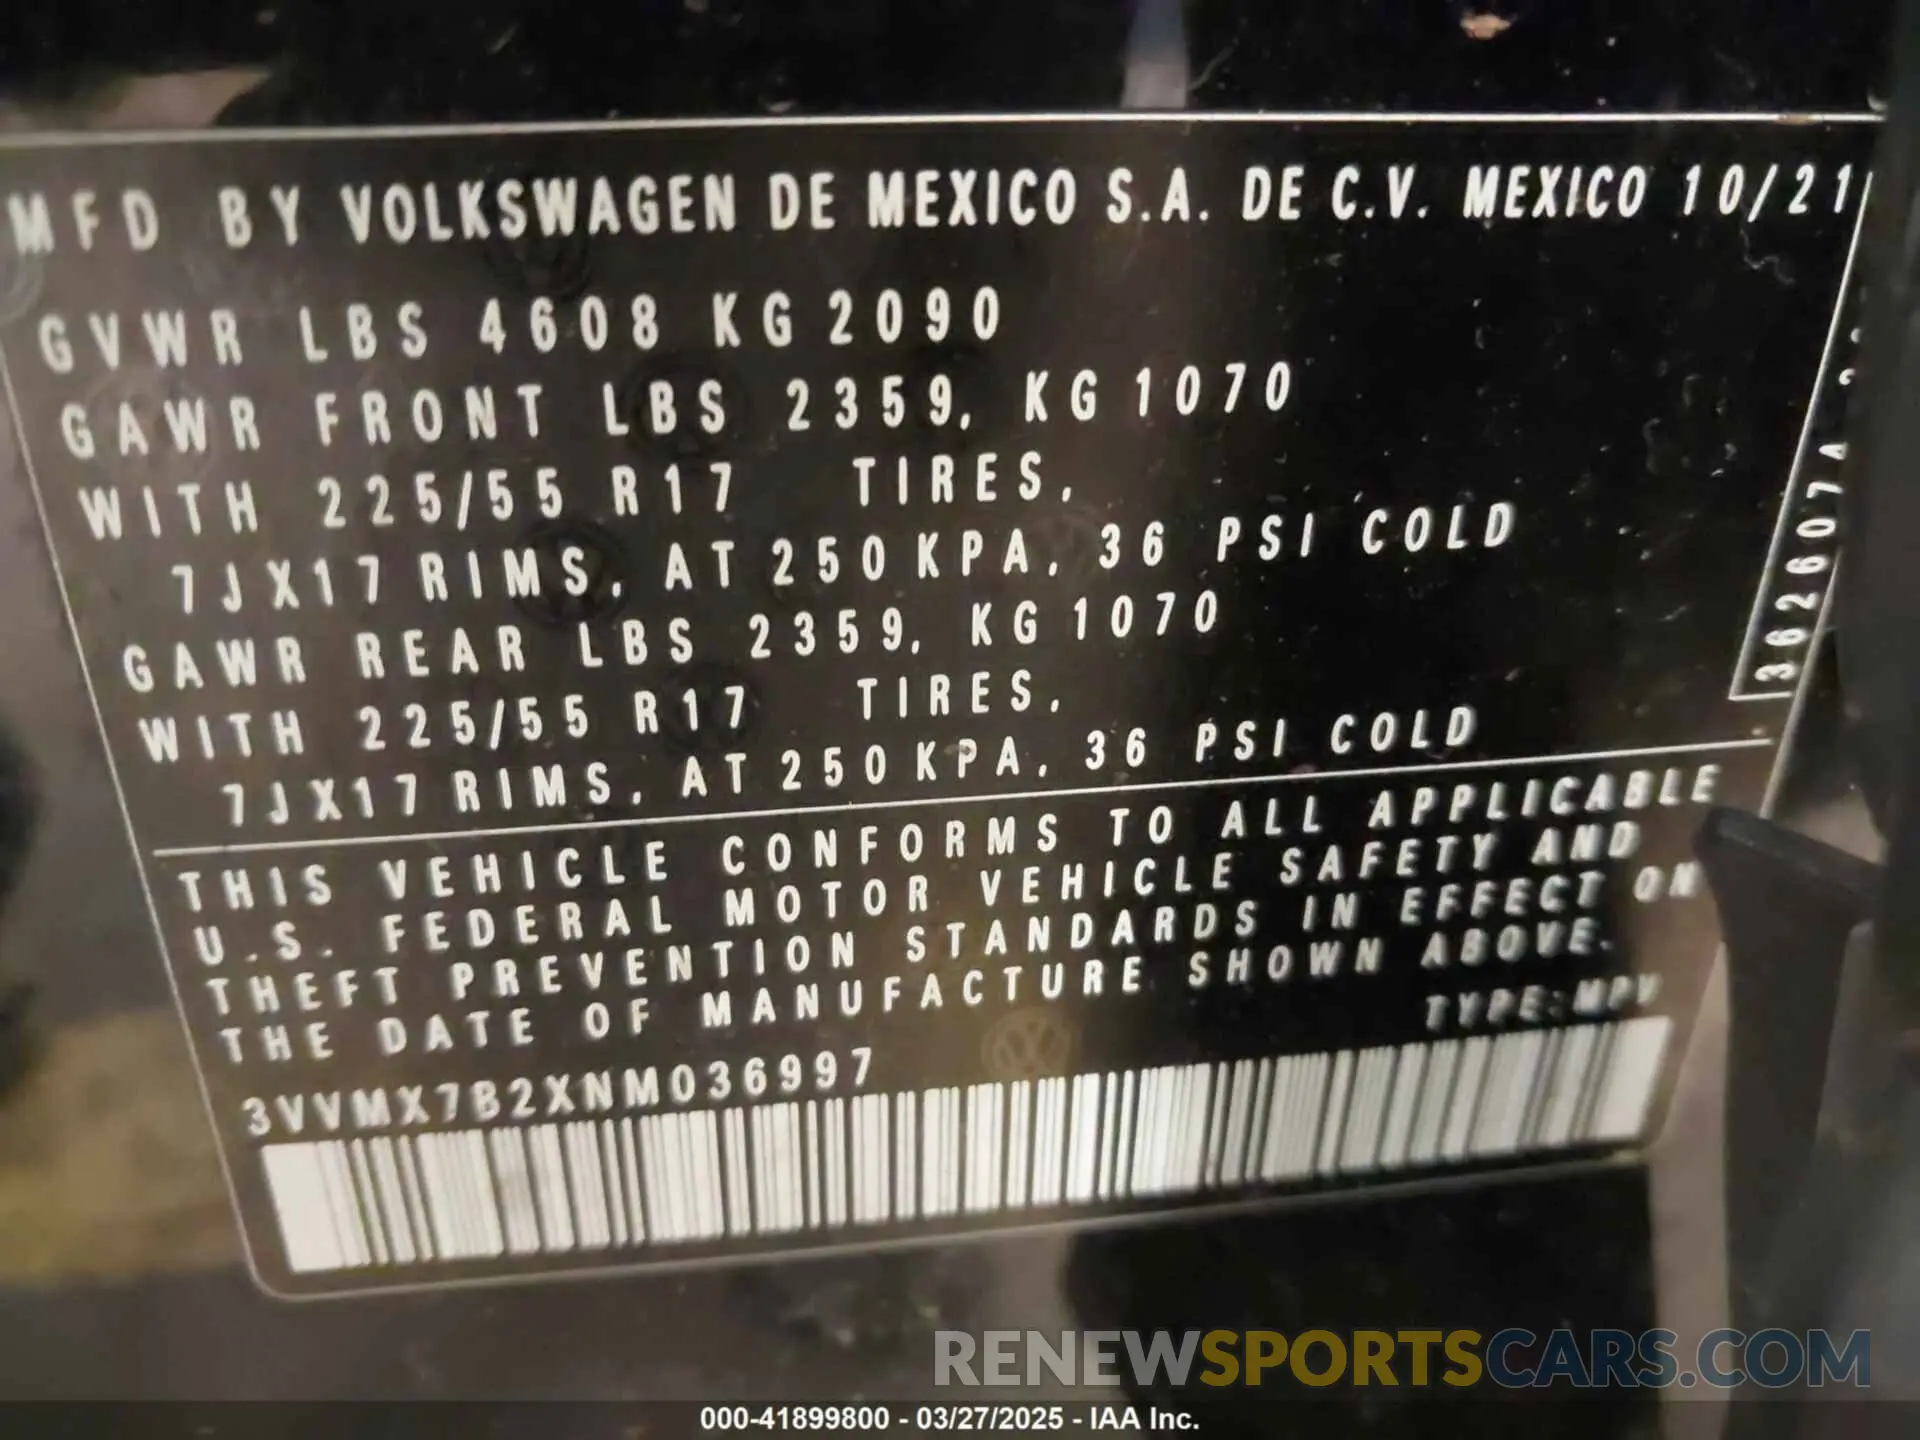 MFD BY VOLKSWAGEN DE MEXICO S.A. DE C.V. MEXICO 10/21
GVWR LBS 4608 KG 2090
GAWR FRONT LBS 2359, KG 1070
WITH 225/55 R17 TIRES,
7JX17 RIMS, AT 250 KPA, 36 PSI COLD
GAWR REAR LBS 2359, KG 1070
WITH 225/55 R17 TIRES,
7JX17 RIMS, AT 250 KPA, 36 PSI COLD
THIS VEHICLE CONFORMS TO ALL APPLICABLE
U.S. FEDERAL MOTOR VEHICLE SAFETY AND
THEFT PREVENTION STANDARDS IN EFFECT ON
THE DATE OF MANUFACTURE SHOWN ABOVE.
TYPE: MPV
3VVMX7B2XNM036997
362607A
RENEWSPORTSCARS.COM
000-41899800 - 03/27/2025 - IAA Inc.